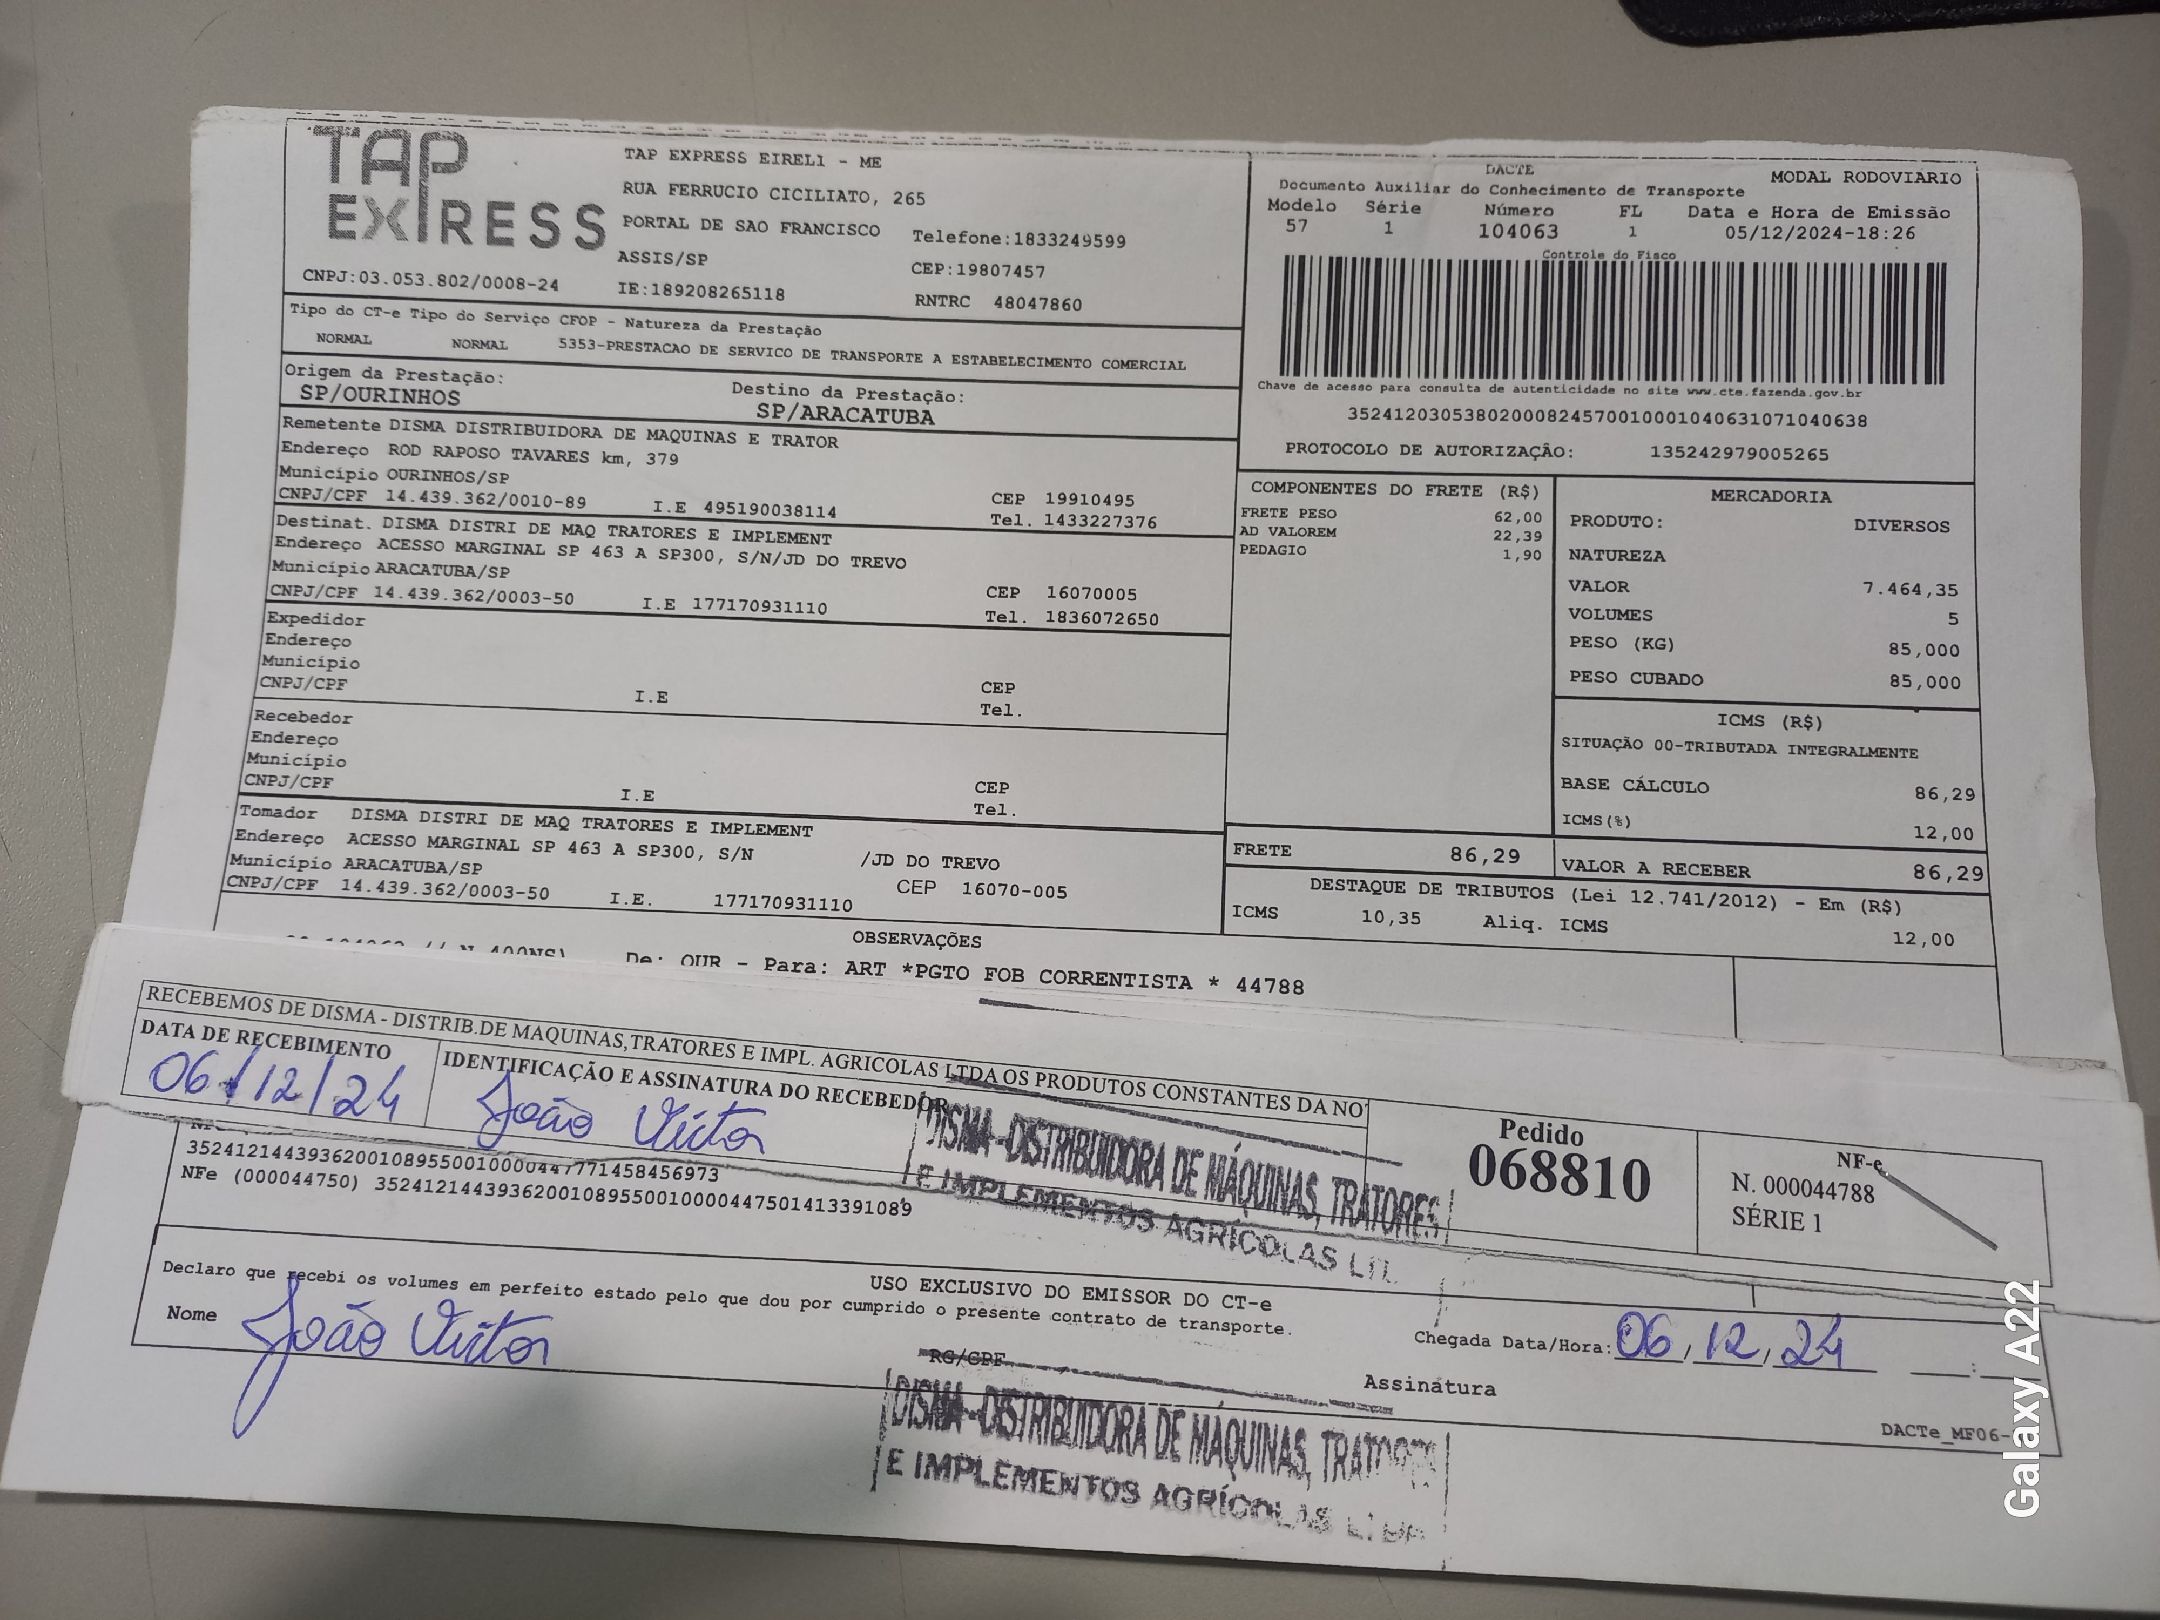 TAP
EXPRESS
TAP EXPRESS EIRELI - ME
RUA FERRUCIO CICILIATO, 265
PORTAL DE SAO FRANCISCO Telefone:1833249599
ASSIS/SP CEP:19807457
CNPJ:03.053.802/0008-24 IE:189208265118 RNTRC 48047860
DACTE MODAL RODOVIARIO
Documento Auxiliar do Conhecimento de Transporte
Modelo Série Número FL Data e Hora de Emissão
57 1 104063 1 05/12/2024-18:26
Controle do Fisco
Chave de acesso para consulta de autenticidade no site www.cte.fazenda.gov.br
35241203053802000824570010001040631071040638
PROTOCOLO DE AUTORIZAÇÂO: 135242979005265
Tipo do CT-e Tipo do Serviço CFOP - Natureza da Prestação
NORMAL NORMAL 5353-PRESTACAO DE SERVICO DE TRANSPORTE A ESTABELECIMENTO COMERCIAL
Origem da Prestação: Destino da Prestação:
SP/OURINHOS SP/ARACATUBA
Remetente DISMA DISTRIBUIDORA DE MAQUINAS E TRATOR
Endereço ROD RAPOSO TAVARES km, 379
Município OURINHOS/SP CEP 19910495
CNPJ/CPF 14.439.362/0010-89 I.E 495190038114 Tel. 1433227376
Destinat. DISMA DISTRI DE MAQ TRATORES E IMPLEMENT
Endereço ACESSO MARGINAL SP 463 A SP300, S/N/JD DO TREVO
Município ARACATUBA/SP CEP 16070005
CNPJ/CPF 14.439.362/0003-50 I.E 177170931110 Tel. 1836072650
Expedidor
Endereço
Município CEP
CNPJ/CPF I.E Tel.
Recebedor
Endereço
Município CEP
CNPJ/CPF I.E Tel.
Tomador DISMA DISTRI DE MAQ TRATORES E IMPLEMENT
Endereço ACESSO MARGINAL SP 463 A SP300, S/N /JD DO TREVO
Município ARACATUBA/SP CEP 16070-005
CNPJ/CPF 14.439.362/0003-50 I.E. 177170931110
COMPONENTES DO FRETE (R$)
FRETE PESO 62,00
AD VALOREM 22,39
PEDAGIO 1,90
MERCADORIA
PRODUTO: DIVERSOS
NATUREZA
VALOR 7.464,35
VOLUMES 5
PESO (KG) 85,000
PESO CUBADO 85,000
ICMS (R$)
SITUAÇÃO 00-TRIBUTADA INTEGRALMENTE
BASE CÁLCULO 86,29
ICMS(%) 12,00
FRETE 86,29 VALOR A RECEBER 86,29
DESTAQUE DE TRIBUTOS (Lei 12.741/2012) - Em (R$)
ICMS 10,35 Aliq. ICMS 12,00
OBSERVAÇÕES
De: OUR - Para: ART *PGTO FOB CORRENTISTA * 44788
RECEBEMOS DE DISMA - DISTRIB.DE MAQUINAS,TRATORES E IMPL. AGRICOLAS LTDA OS PRODUTOS CONSTANTES DA NO
DATA DE RECEBIMENTO IDENTIFICAÇÃO E ASSINATURA DO RECEBEDOR
06/12/24 João Victor
DISMA-DISTRIBUIDORA DE MÁQUINAS, TRATORES
E IMPLEMENTOS AGRÍCOLAS
Pedido
068810
NF-e
N. 000044788
SÉRIE 1
NFe (000044750) 35241214439362001089550010000447501413391089
USO EXCLUSIVO DO EMISSOR DO CT-e
Declaro que recebi os volumes em perfeito estado pelo que dou por cumprido o presente contrato de transporte.
Nome João Victor RG/CPF Assinatura
Chegada Data/Hora: 06,12,24
DISMA-DISTRIBUIDORA DE MÁQUINAS, TRATORES
E IMPLEMENTOS AGRÍCOLAS LTDA
DACTe_MF06-
Galaxy A22